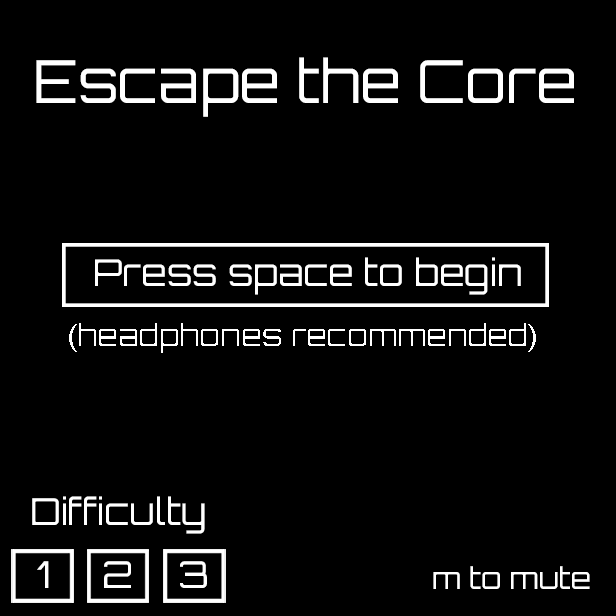 Escape the Core
Press space to begin
(headphones recommended)
Difficulty
1 2 3
m to mute